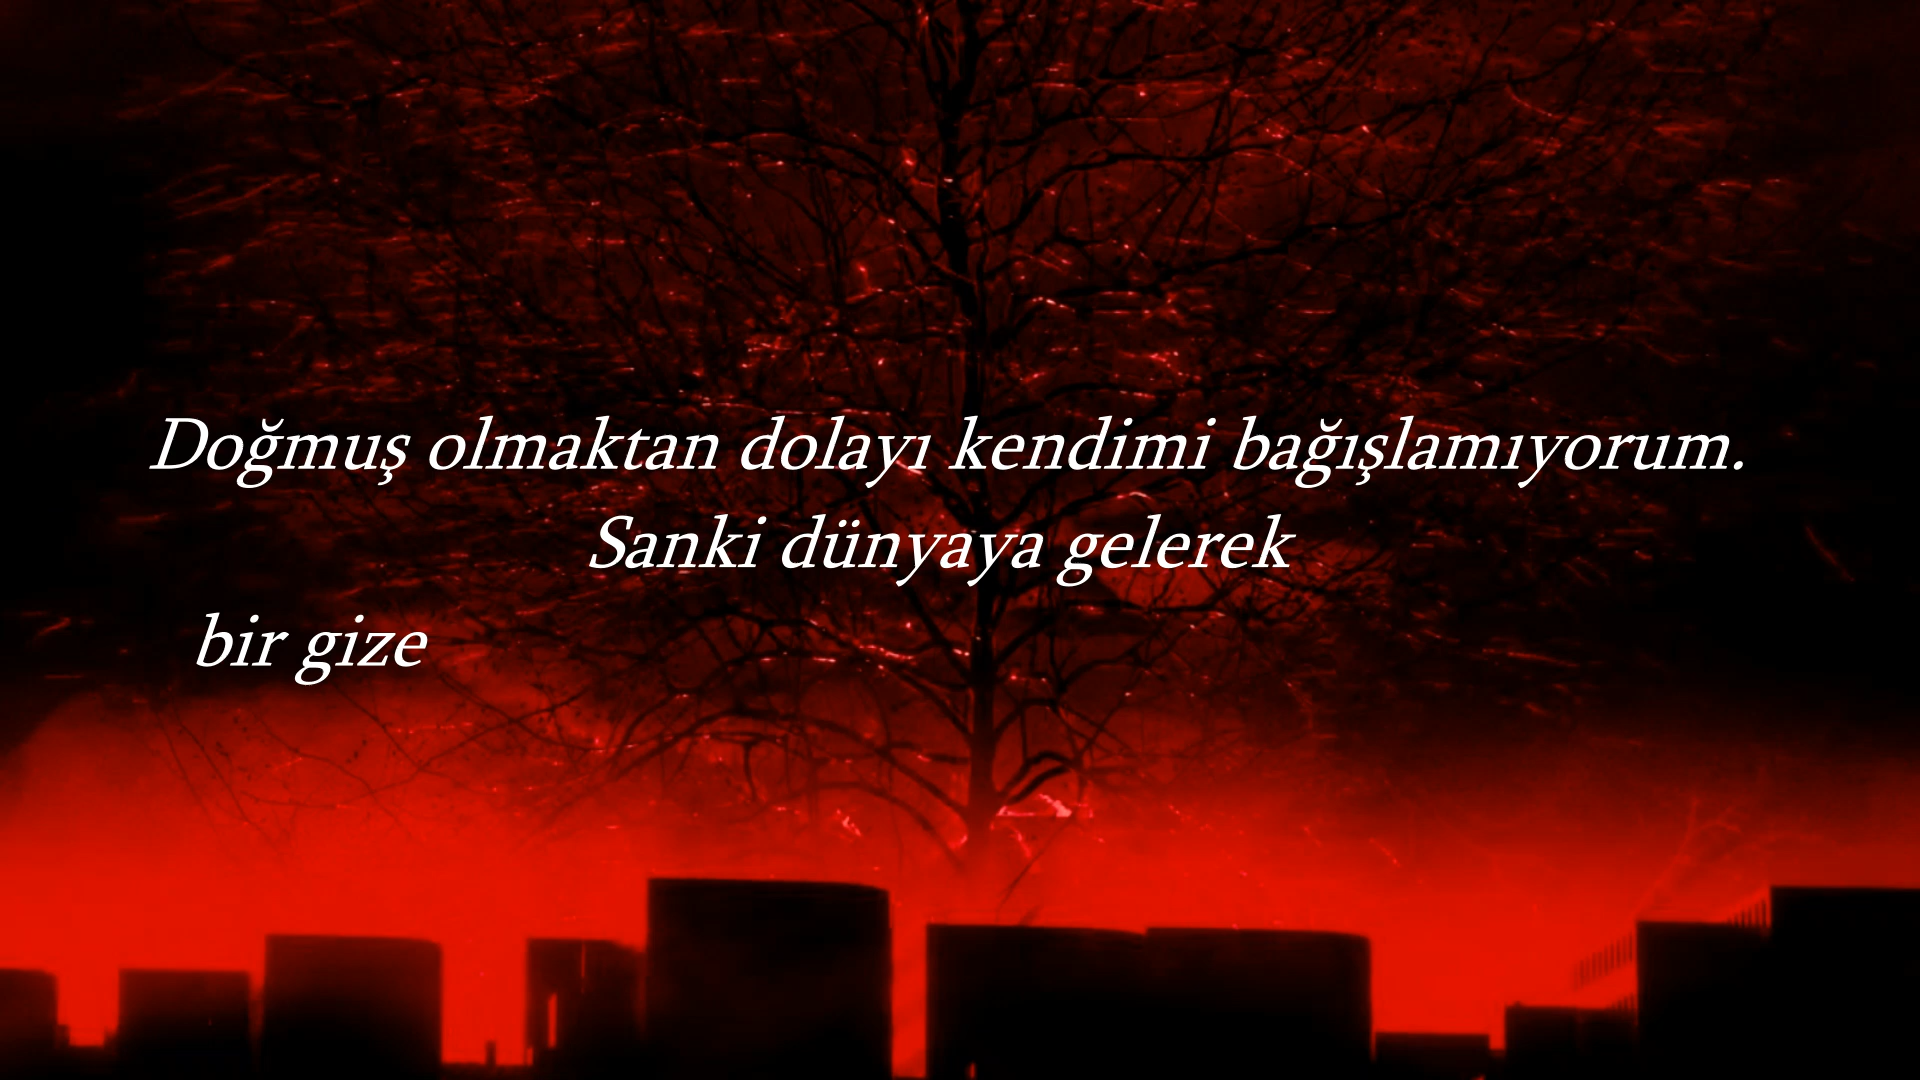 Doğmuş olmaktan dolayı kendimi bağışlamıyorum.
Sanki dünyaya gelerek
bir gize